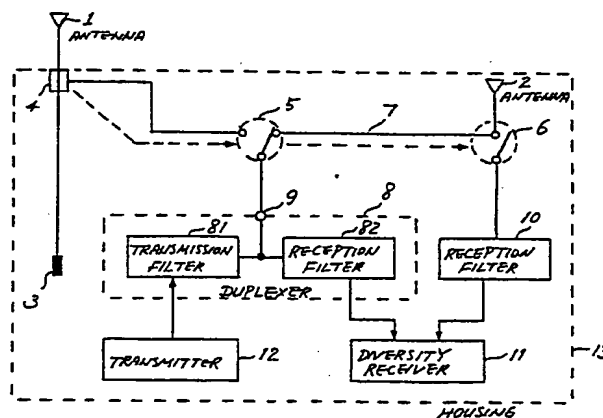 1
ANTENNA
4
5
7
2
ANTENNA
6
3
9
8
81
TRANSMISSION
FILTER
82
RECEPTION
FILTER
DUPLEXER
10
RECEPTION
FILTER
TRANSMITTER
12
DIVERSITY
RECEIVER
11
13
HOUSING